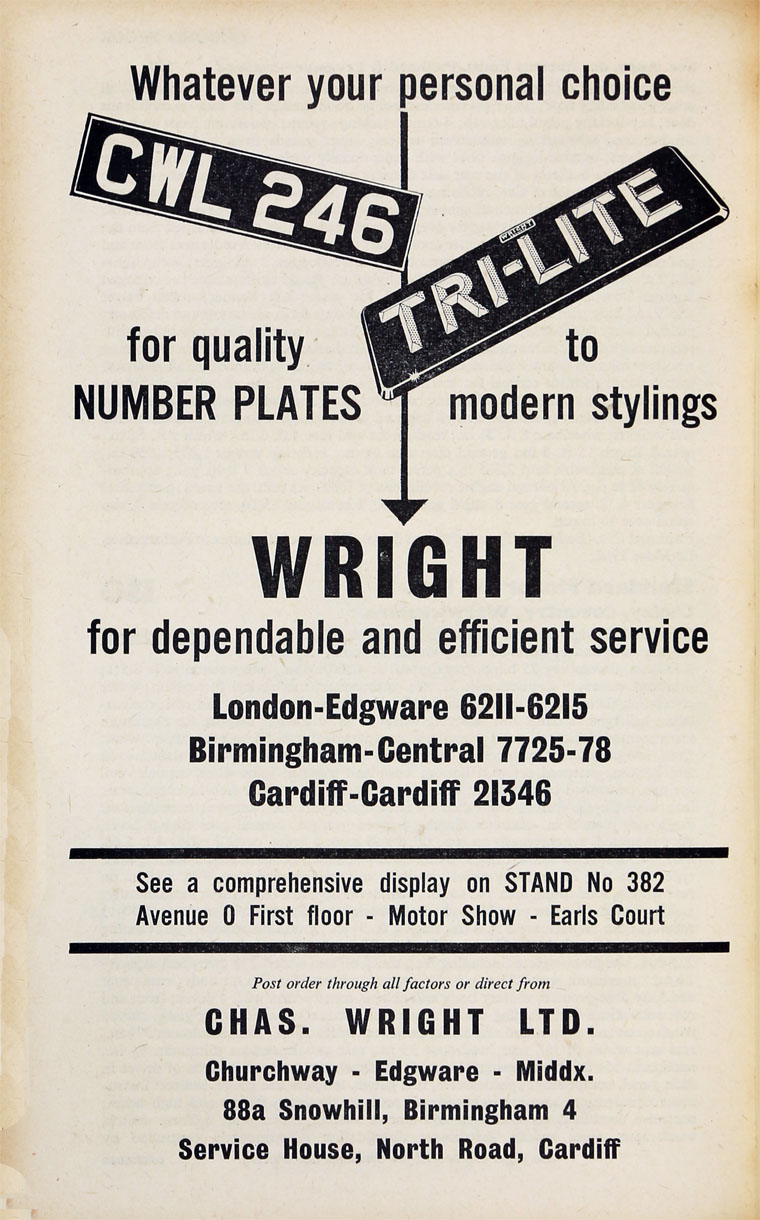 Whatever your personal choice
CWL 246
WRIGHT
TRI-LITE
for quality
NUMBER PLATES
to
modern stylings
WRIGHT
for dependable and efficient service
London-Edgware 6211-6215
Birmingham-Central 7725-78
Cardiff-Cardiff 21346
See a comprehensive display on STAND No 382
Avenue O First floor - Motor Show - Earls Court
Post order through all factors or direct from
CHAS. WRIGHT LTD.
Churchway - Edgware - Middx.
88a Snowhill, Birmingham 4
Service House, North Road, Cardiff